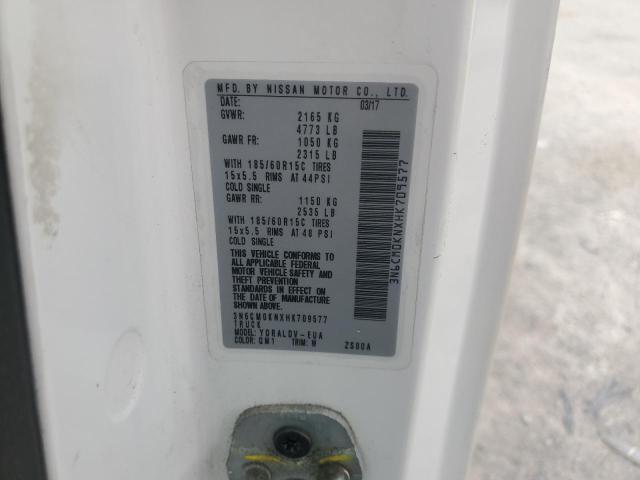 MFD. BY NISSAN MOTOR CO., LTD.
DATE: 03/17
GVWR: 2165 KG
4773 LB
GAWR FR: 1050 KG
2315 LB
WITH 185/60R15C TIRES
15x5.5 RIMS AT 44PSI
COLD SINGLE
GAWR RR: 1150 KG
2535 LB
WITH 185/60R15C TIRES
15x5.5 RIMS AT 48 PSI
COLD SINGLE
THIS VEHICLE CONFORMS TO
ALL APPLICABLE FEDERAL
MOTOR VEHICLE SAFETY AND
THEFT PREVENTION
STANDARDS IN EFFECT ON
THE DATE OF MANUFACTURE
SHOWN ABOVE.
3N6CM0KNXHK709577
TRUCK
MODEL: YDRALDV-EUA
COLOR: QM1 TRIM: M 2S80A
3N6CM0KNXHK709577